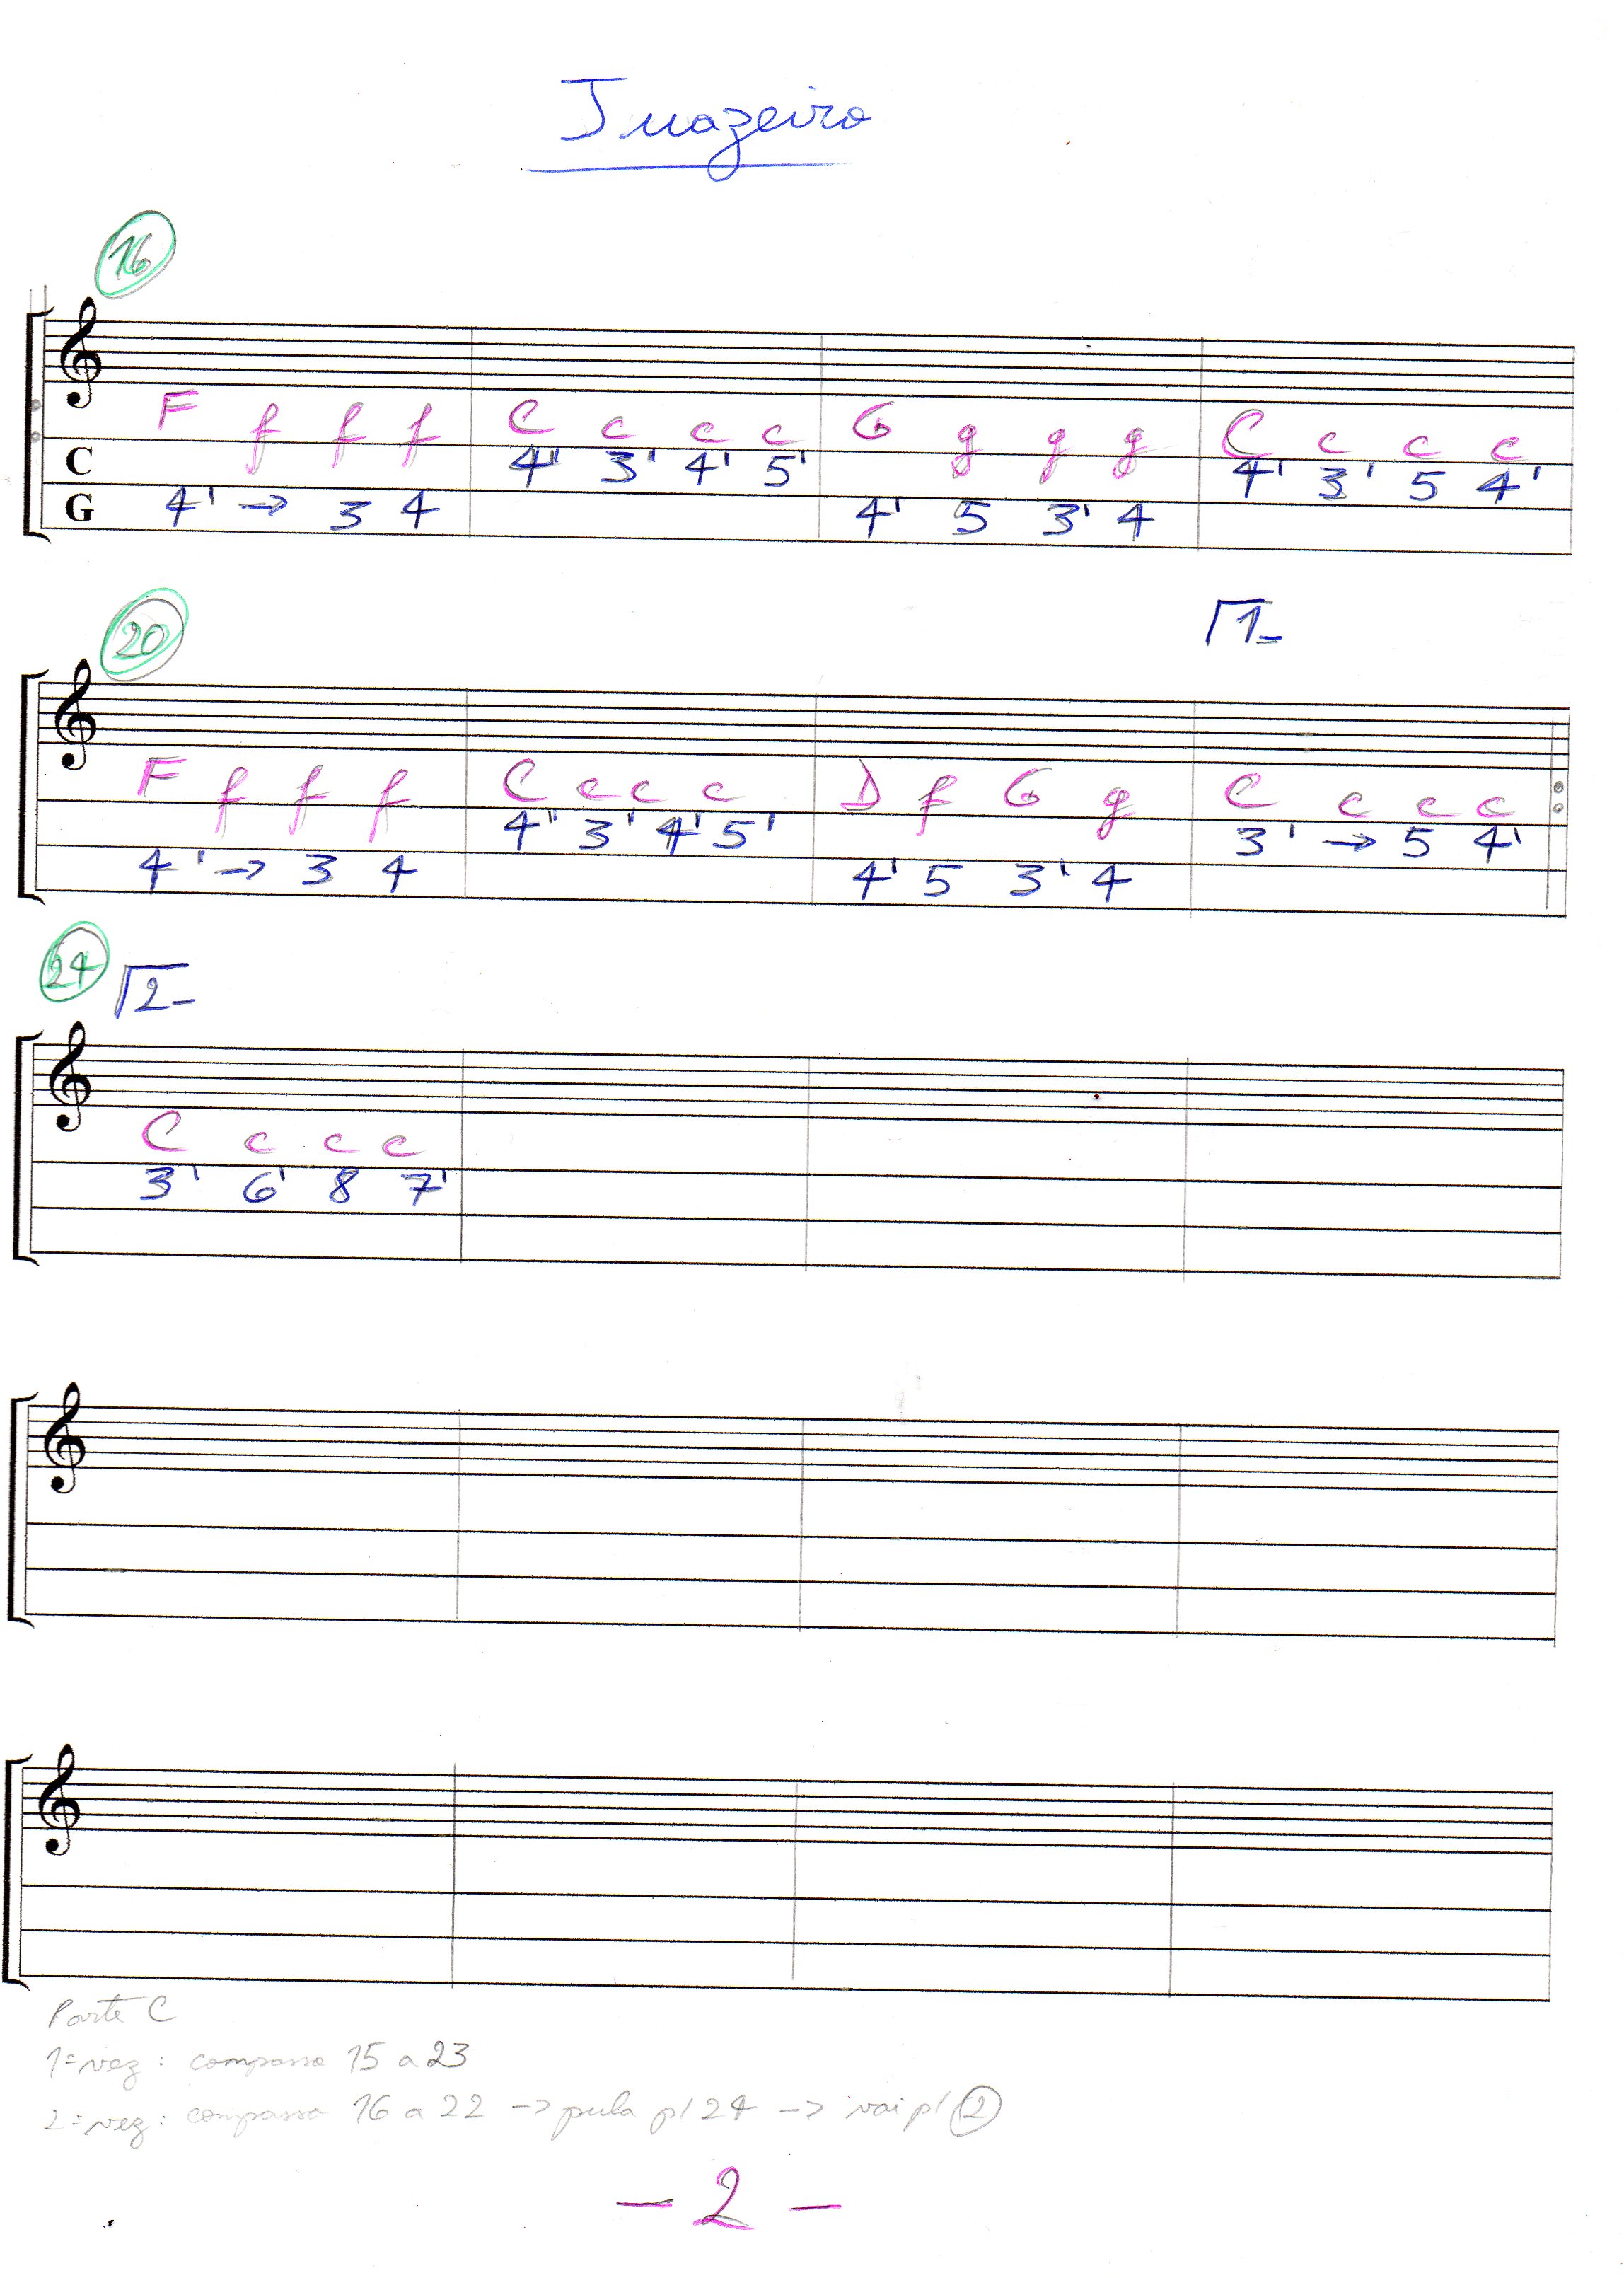 Juazeiro
16
F f f f C c c c G g g g C c c c
C 4' 3' 4' 5' 4' 3' 5 4'
G 4' → 3 4 4' 5 3' 4
20 ┌1-
F f f f C c c c D f G g C c c c
4' 3' 4' 5' 3' → 5 4'
4' → 3 4 4' 5 3' 4
24 ┌2-
C c c c
3' 6' 8 7'
Parte C
1ª vez: compasso 15 a 23
2ª vez: compasso 16 a 22 → pula p/ 24 → vai p/ 2
- 2 -